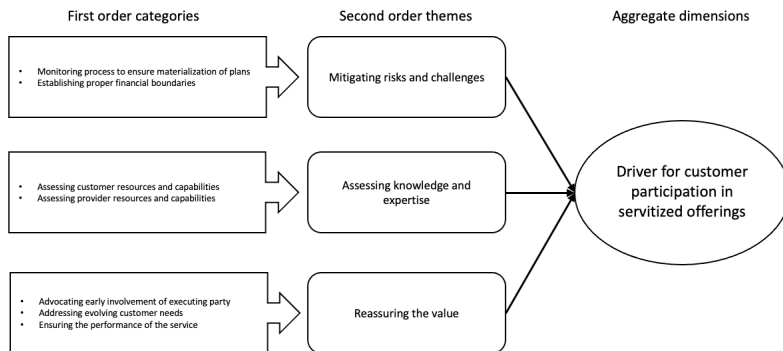 First order categories
Second order themes
Aggregate dimensions
• Monitoring process to ensure materialization of plans
• Establishing proper financial boundaries
Mitigating risks and challenges
• Assessing customer resources and capabilities
• Assessing provider resources and capabilities
Assessing knowledge and
expertise
Driver for customer
participation in
servitized offerings
• Advocating early involvement of executing party
• Addressing evolving customer needs
• Ensuring the performance of the service
Reassuring the value